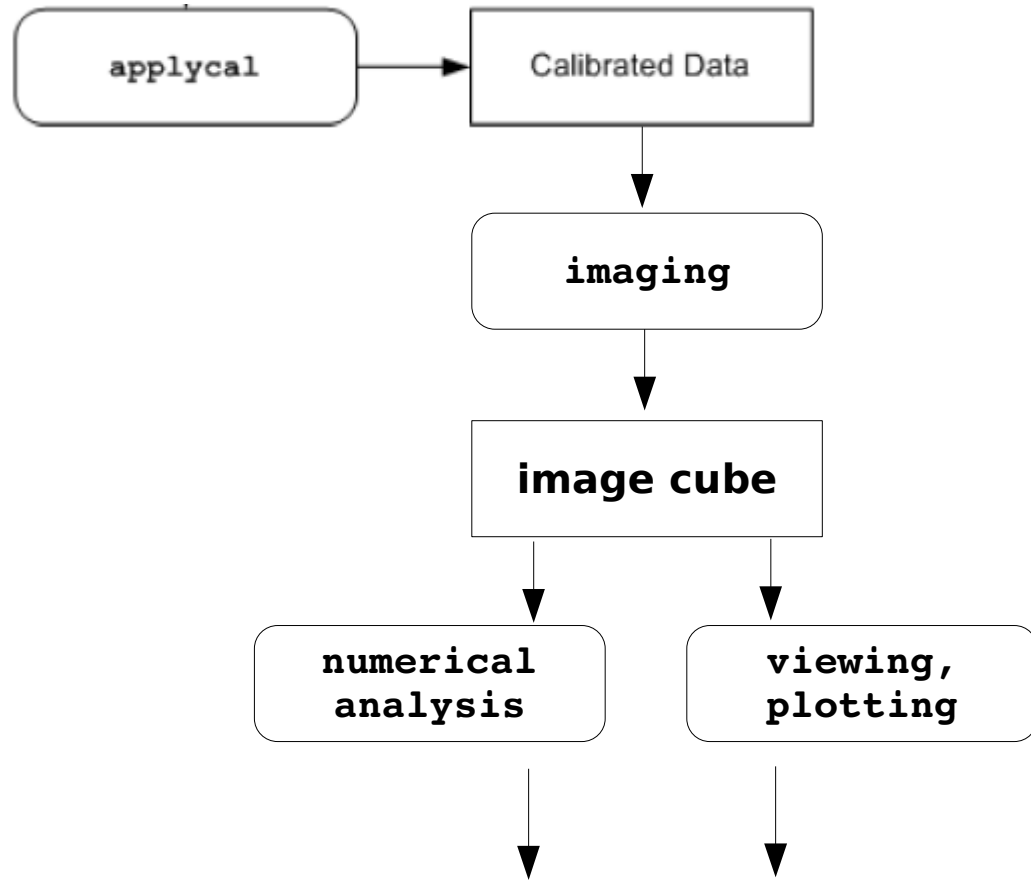 applycal
Calibrated Data
imaging
image cube
numerical
analysis
viewing,
plotting